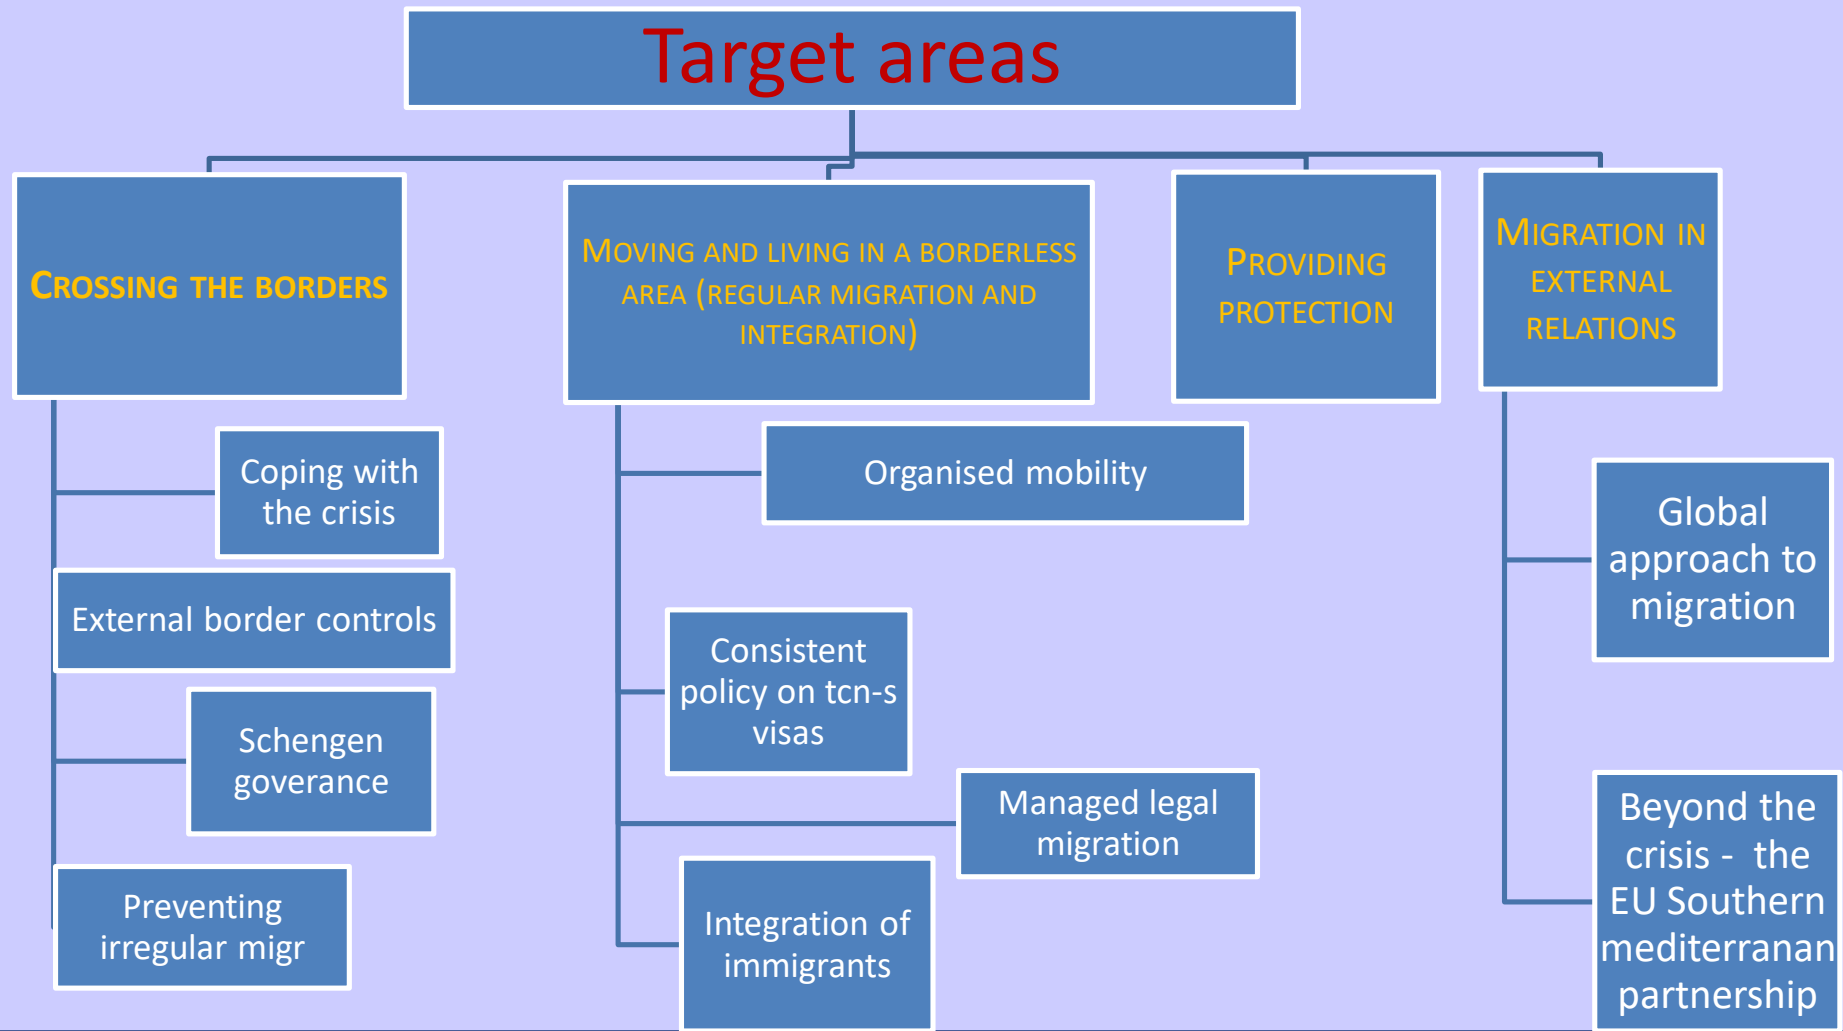 Target areas
CROSSING THE BORDERS
MOVING AND LIVING IN A BORDERLESS
AREA (REGULAR MIGRATION AND
INTEGRATION)
PROVIDING
PROTECTION
MIGRATION IN
EXTERNAL
RELATIONS
Coping with
the crisis
External border controls
Schengen
goverance
Preventing
irregular migr
Organised mobility
Consistent
policy on tcn-s
visas
Managed legal
migration
Integration of
immigrants
Global
approach to
migration
Beyond the
crisis - the
EU Southern
mediterranan
partnership